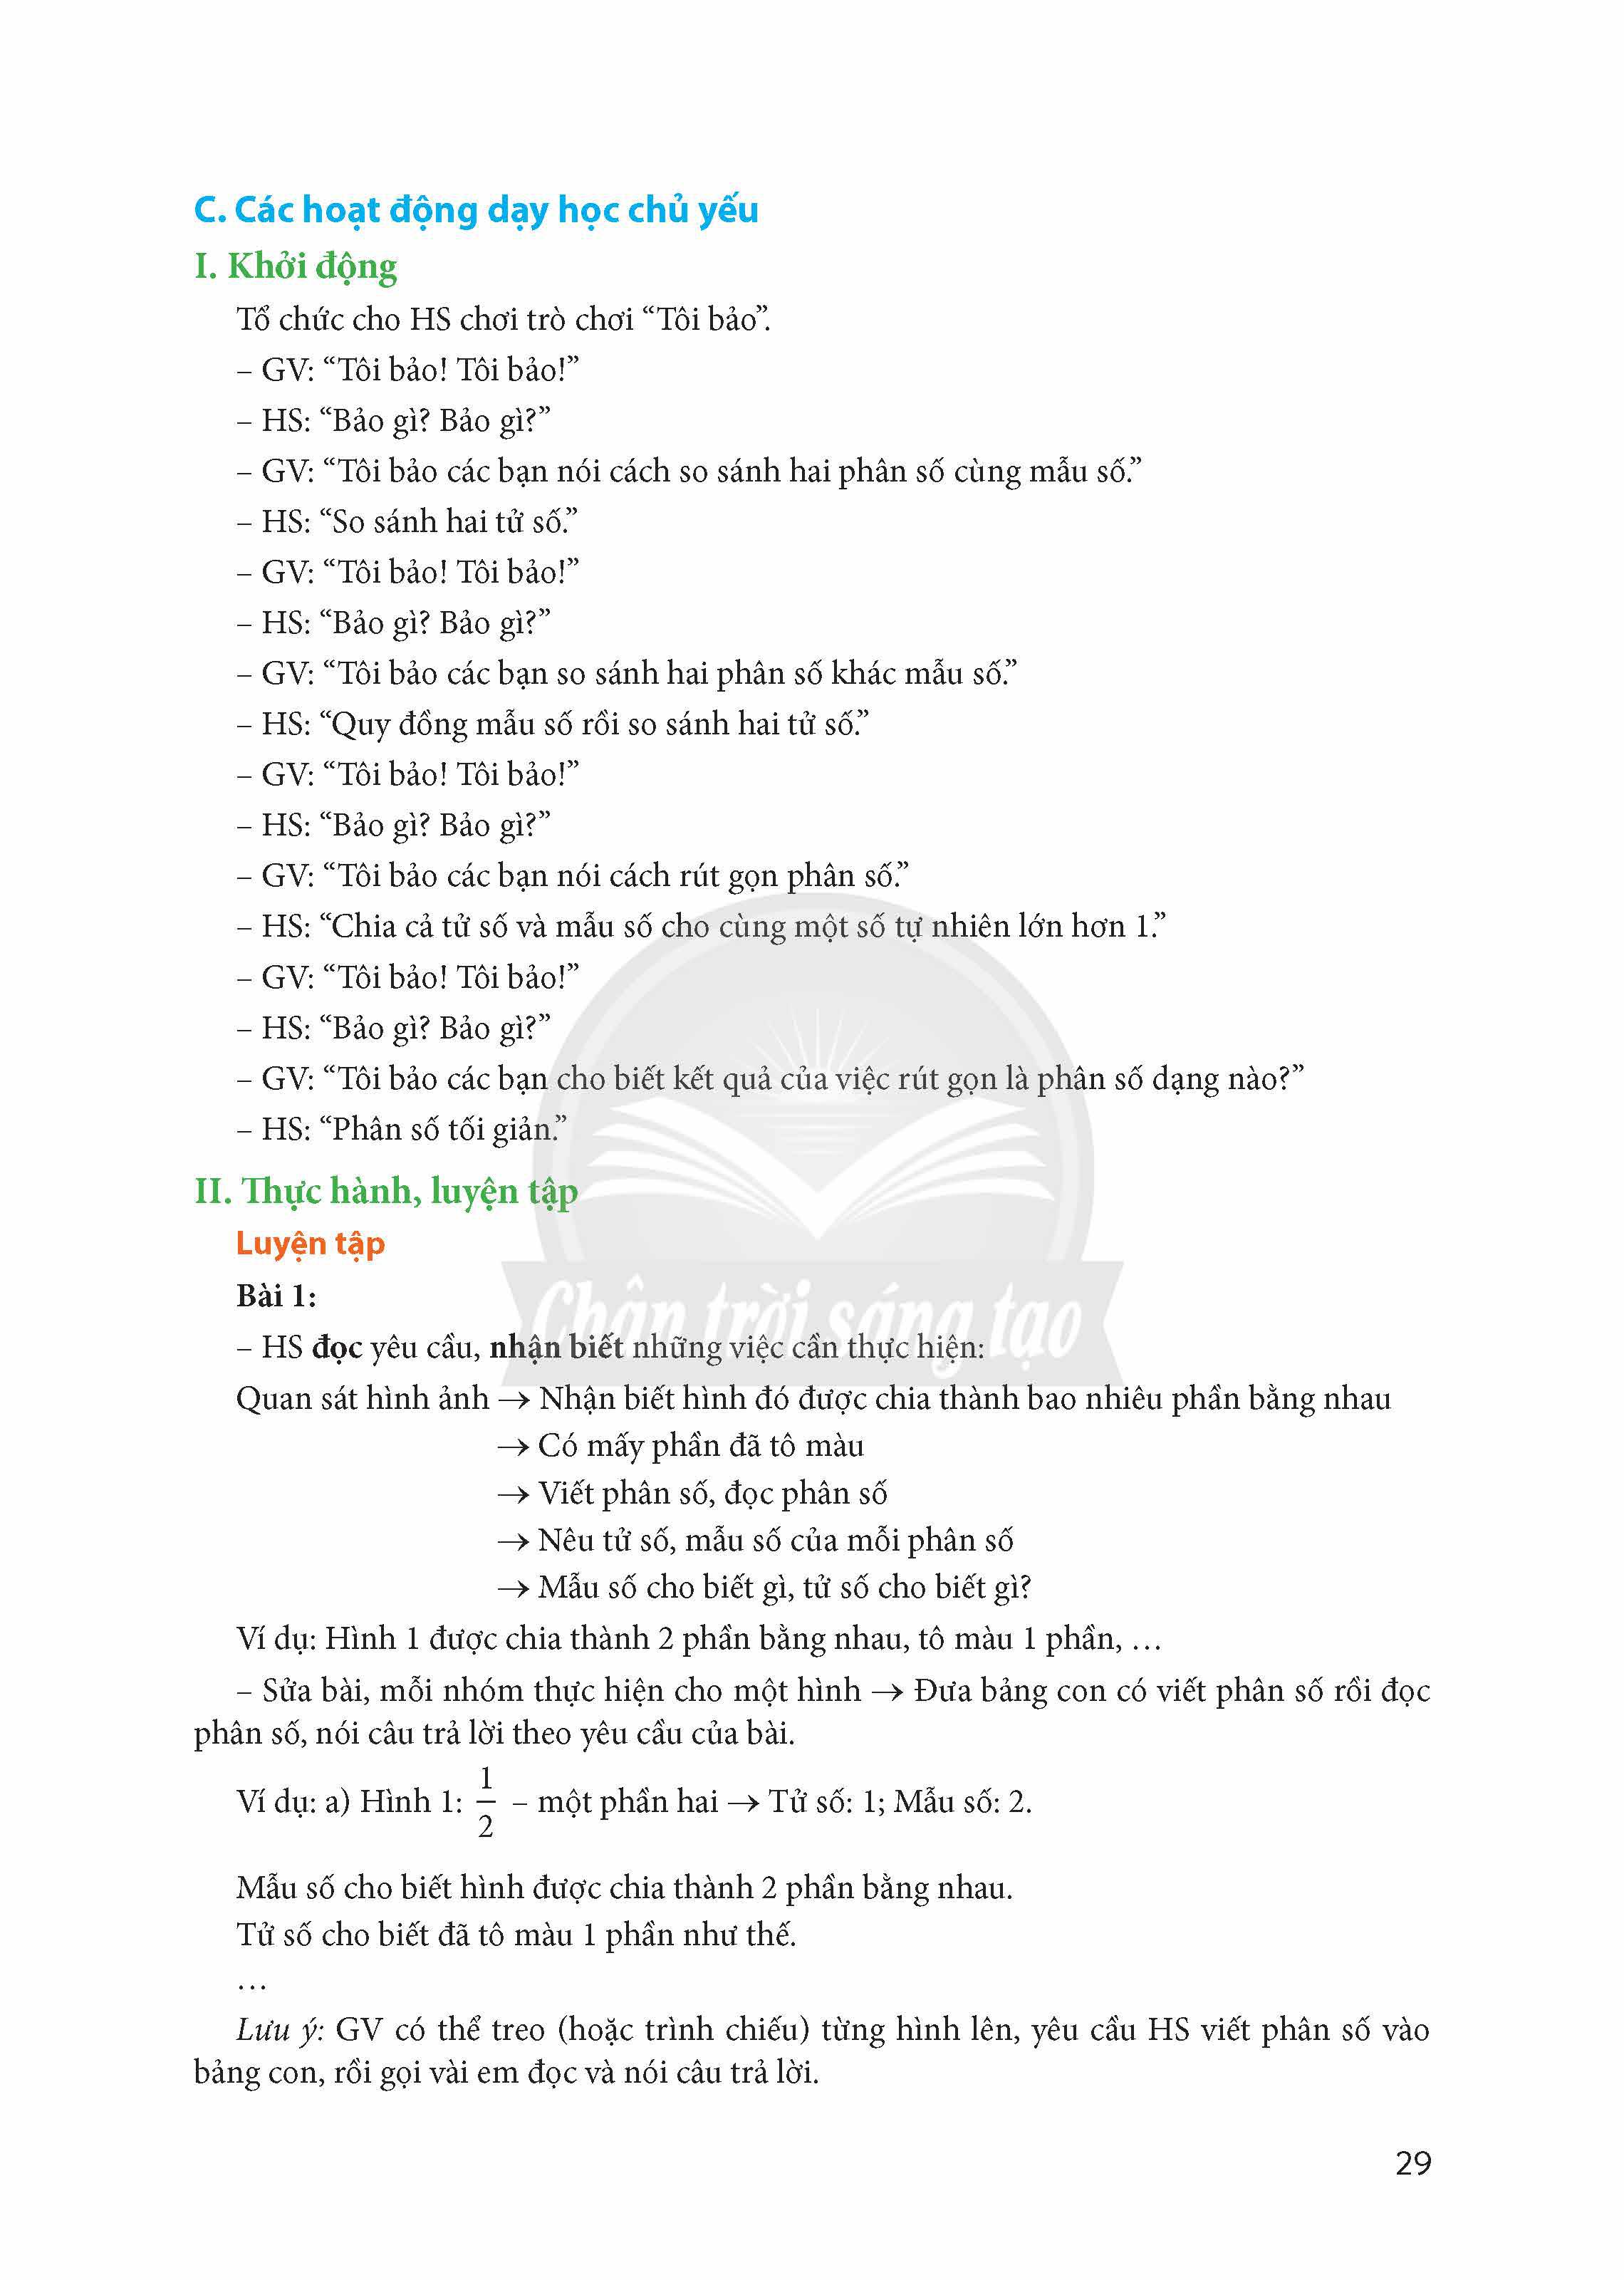 C. Các hoạt động dạy học chủ yếu
I. Khởi động
Tổ chức cho HS chơi trò chơi “Tôi bảo”.
– GV: “Tôi bảo! Tôi bảo!”
– HS: “Bảo gì? Bảo gì?”
– GV: “Tôi bảo các bạn nói cách so sánh hai phân số cùng mẫu số.”
– HS: “So sánh hai tử số.”
– GV: “Tôi bảo! Tôi bảo!”
– HS: “Bảo gì? Bảo gì?”
– GV: “Tôi bảo các bạn so sánh hai phân số khác mẫu số.”
– HS: “Quy đồng mẫu số rồi so sánh hai tử số.”
– GV: “Tôi bảo! Tôi bảo!”
– HS: “Bảo gì? Bảo gì?”
– GV: “Tôi bảo các bạn nói cách rút gọn phân số.”
– HS: “Chia cả tử số và mẫu số cho cùng một số tự nhiên lớn hơn 1.”
– GV: “Tôi bảo! Tôi bảo!”
– HS: “Bảo gì? Bảo gì?”
– GV: “Tôi bảo các bạn cho biết kết quả của việc rút gọn là phân số dạng nào?”
– HS: “Phân số tối giản.”
II. Thực hành, luyện tập
Luyện tập
Bài 1:
Chân trời sáng tạo
– HS đọc yêu cầu, nhận biết những việc cần thực hiện:
Quan sát hình ảnh → Nhận biết hình đó được chia thành bao nhiêu phần bằng nhau
→ Có mấy phần đã tô màu
→ Viết phân số, đọc phân số
→ Nêu tử số, mẫu số của mỗi phân số
→ Mẫu số cho biết gì, tử số cho biết gì?
Ví dụ: Hình 1 được chia thành 2 phần bằng nhau, tô màu 1 phần, …
– Sửa bài, mỗi nhóm thực hiện cho một hình → Đưa bảng con có viết phân số rồi đọc
phân số, nói câu trả lời theo yêu cầu của bài.
Ví dụ: a) Hình 1: 1/2 – một phần hai → Tử số: 1; Mẫu số: 2.
Mẫu số cho biết hình được chia thành 2 phần bằng nhau.
Tử số cho biết đã tô màu 1 phần như thế.
…
Lưu ý: GV có thể treo (hoặc trình chiếu) từng hình lên, yêu cầu HS viết phân số vào
bảng con, rồi gọi vài em đọc và nói câu trả lời.
29